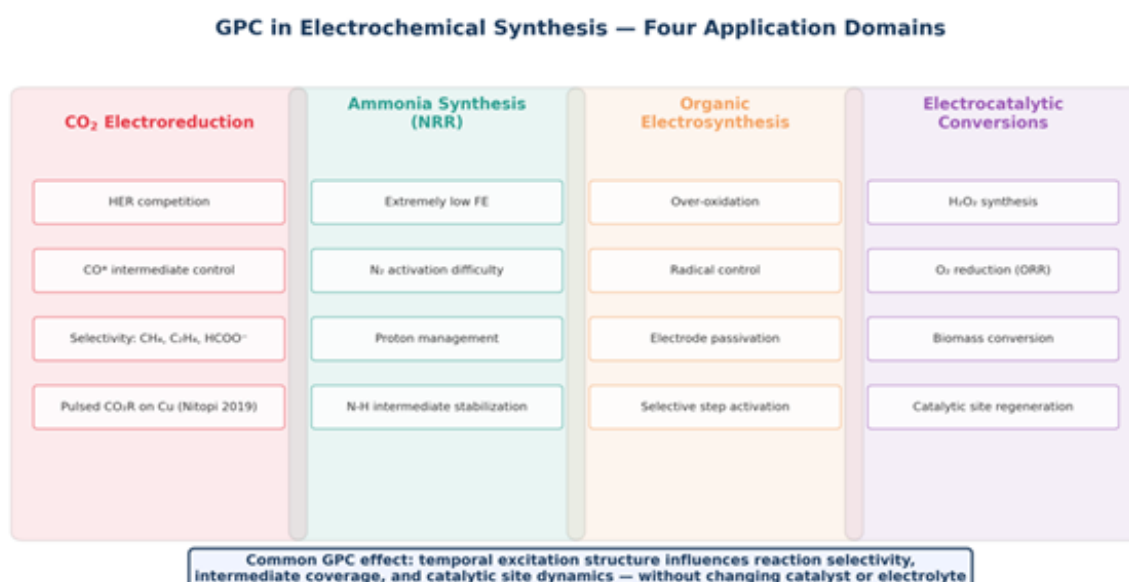 GPC in Electrochemical Synthesis — Four Application Domains
CO₂ Electroreduction
HER competition
CO* intermediate control
Selectivity: CH₄, C₂H₄, HCOO⁻
Pulsed CO₂R on Cu (Nitopi 2019)
Ammonia Synthesis
(NRR)
Extremely low FE
N₂ activation difficulty
Proton management
N-H intermediate stabilization
Organic
Electrosynthesis
Over-oxidation
Radical control
Electrode passivation
Selective step activation
Electrocatalytic
Conversions
H₂O₂ synthesis
O₂ reduction (ORR)
Biomass conversion
Catalytic site regeneration
Common GPC effect: temporal excitation structure influences reaction selectivity,
intermediate coverage, and catalytic site dynamics — without changing catalyst or electrolyte